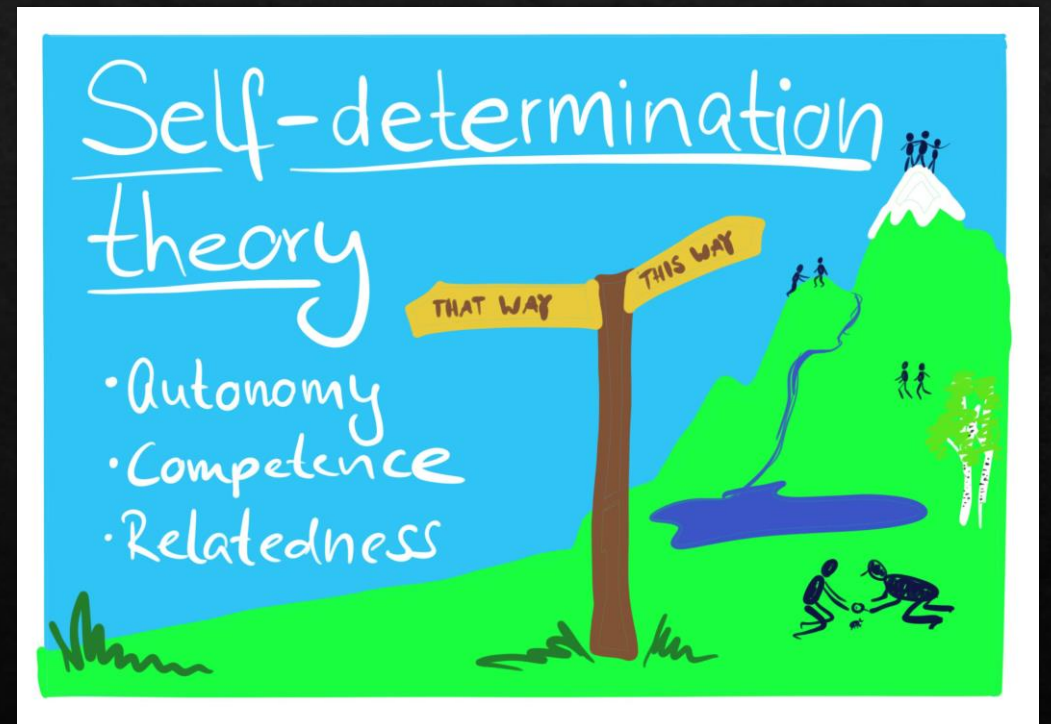 Self-determination
theory
THAT WAY
THIS WAY
• Autonomy
• Competence
• Relatedness